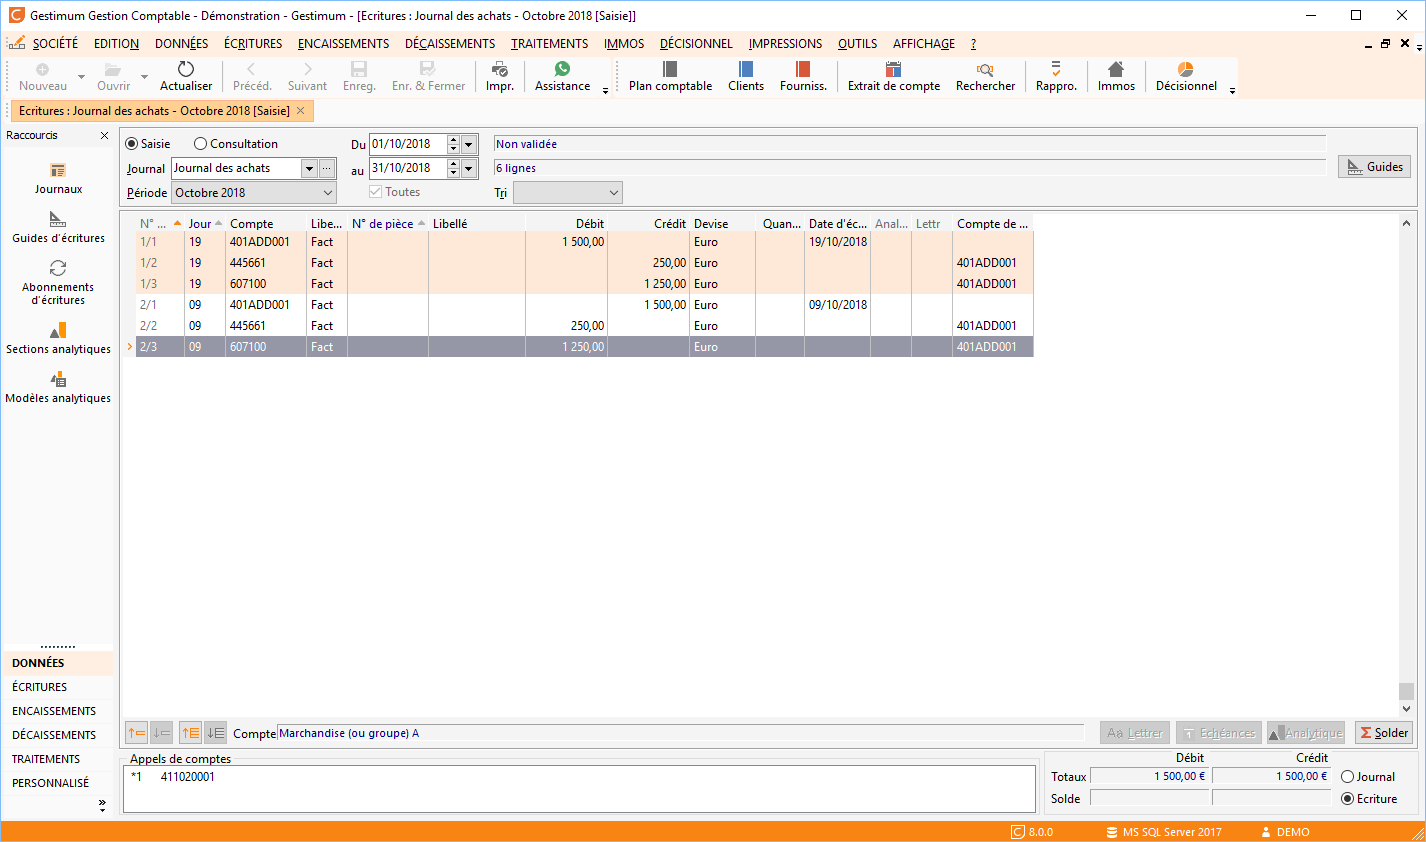 Gestimum Gestion Comptable - Démonstration - Gestimum - [Ecritures : Journal des achats - Octobre 2018 [Saisie]]
SOCIÉTÉ EDITION DONNÉES ÉCRITURES ENCAISSEMENTS DÉCAISSEMENTS TRAITEMENTS IMMOS DÉCISIONNEL IMPRESSIONS OUTILS AFFICHAGE ?
Nouveau Ouvrir Actualiser Précéd. Suivant Enreg. Enr. & Fermer Impr. Assistance Plan comptable Clients Fourniss. Extrait de compte Rechercher Rappro. Immos Décisionnel
Ecritures : Journal des achats - Octobre 2018 [Saisie]
Raccourcis
Journaux
Guides d'écritures
Abonnements
d'écritures
Sections analytiques
Modèles analytiques
DONNÉES
ÉCRITURES
ENCAISSEMENTS
DÉCAISSEMENTS
TRAITEMENTS
PERSONNALISÉ
Saisie Consultation Du 01/10/2018 Non validée
Journal Journal des achats ... au 31/10/2018 6 lignes Guides
Période Octobre 2018 Toutes Tri
N° ... Jour Compte Libe... N° de pièce Libellé Débit Crédit Devise Quan... Date d'éc... Anal... Lettr Compte de ...
1/1 19 401ADD001 Fact 1 500,00 Euro 19/10/2018
1/2 19 445661 Fact 250,00 Euro 401ADD001
1/3 19 607100 Fact 1 250,00 Euro 401ADD001
2/1 09 401ADD001 Fact 1 500,00 Euro 09/10/2018
2/2 09 445661 Fact 250,00 Euro 401ADD001
2/3 09 607100 Fact 1 250,00 Euro 401ADD001
Compte Marchandise (ou groupe) A Aa Lettrer Echéances Analytique Σ Solder
Appels de comptes
*1 411020001
Débit Crédit
Totaux 1 500,00 € 1 500,00 € Journal
Solde Ecriture
8.0.0 MS SQL Server 2017 DEMO